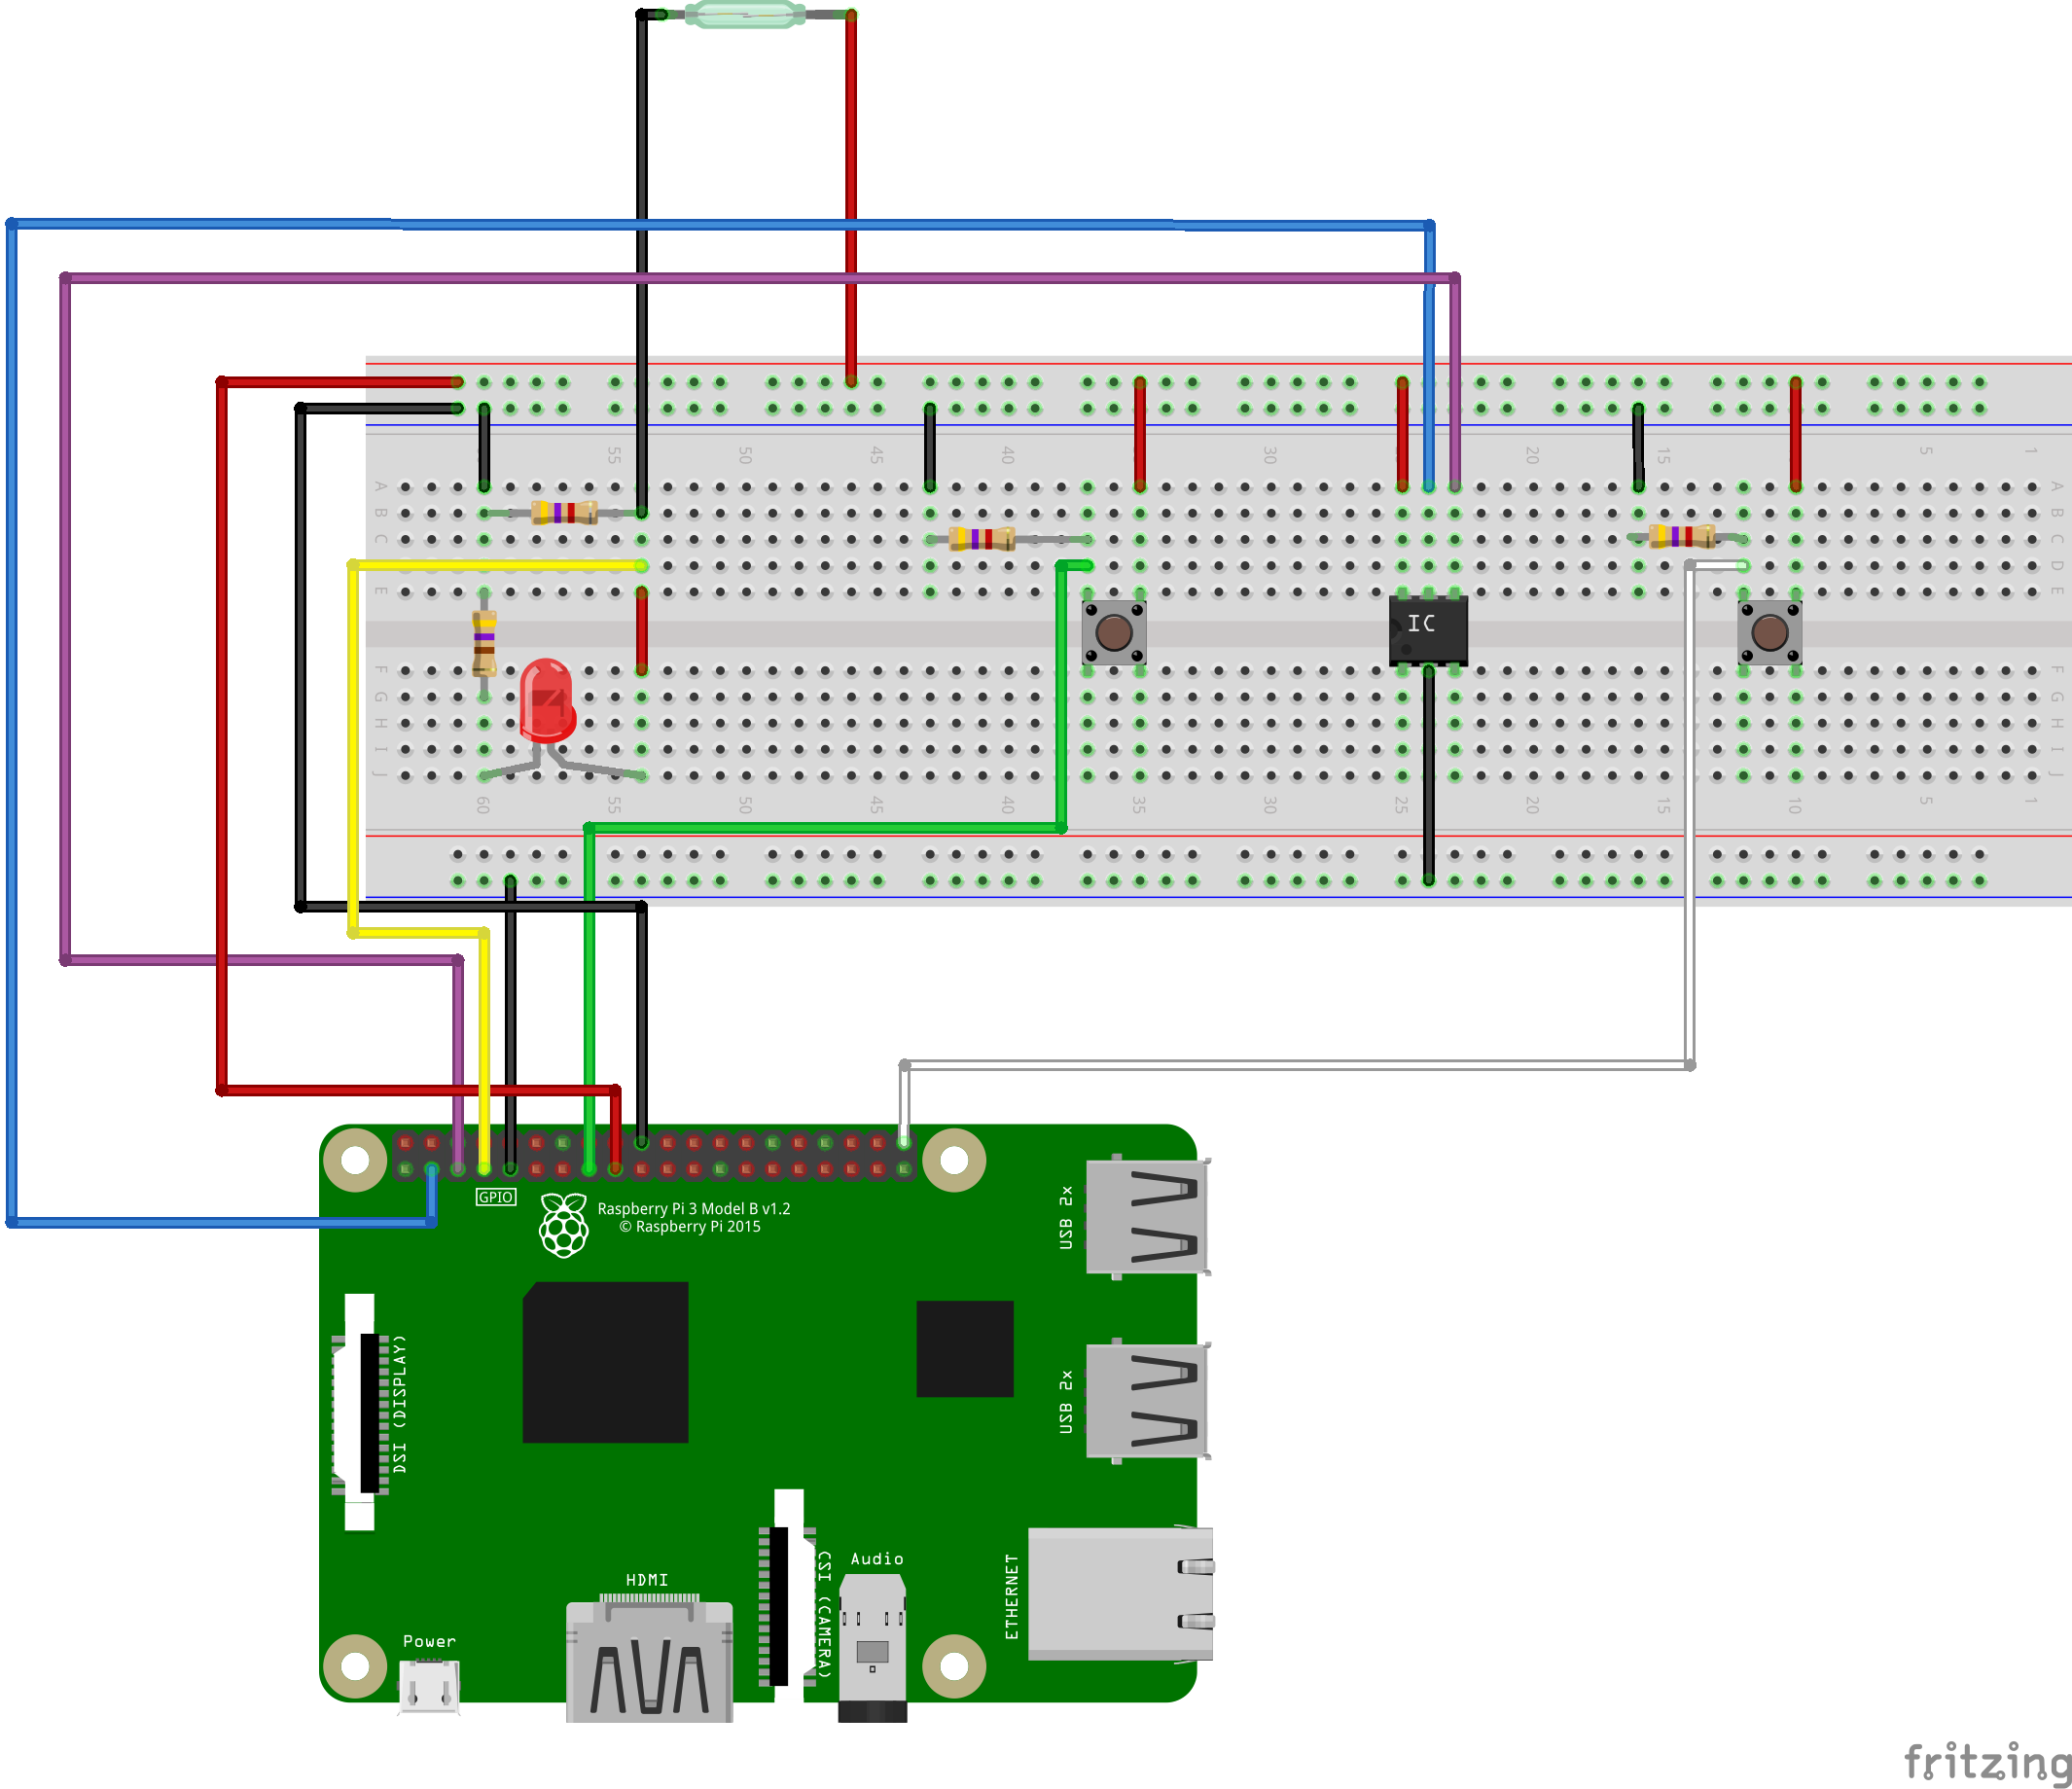 55 50 45 40 30 20 15 5 1
A A
B B
C C
D
E E
IC
F F
G G
H H
I I
J J
60 55 50 45 40 35 30 25 20 15 10 5 1
GPIO
Raspberry Pi 3 Model B v1.2
© Raspberry Pi 2015
USB 2x
DSI (DISPLAY)
USB 2x
CSI (CAMERA)
Audio
ETHERNET
HDMI
Power
fritzing